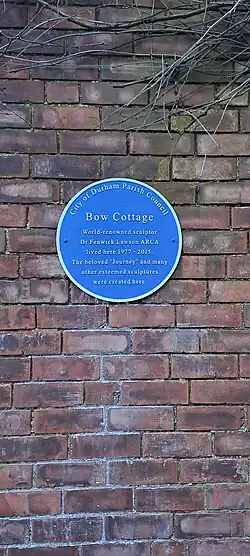 City of Durham Parish Council
Bow Cottage
World-renowned sculptor
Dr Fenwick Lawson ARCA
lived here 1977 - 2015.
The beloved "Journey" and many
other esteemed sculptures
were created here.